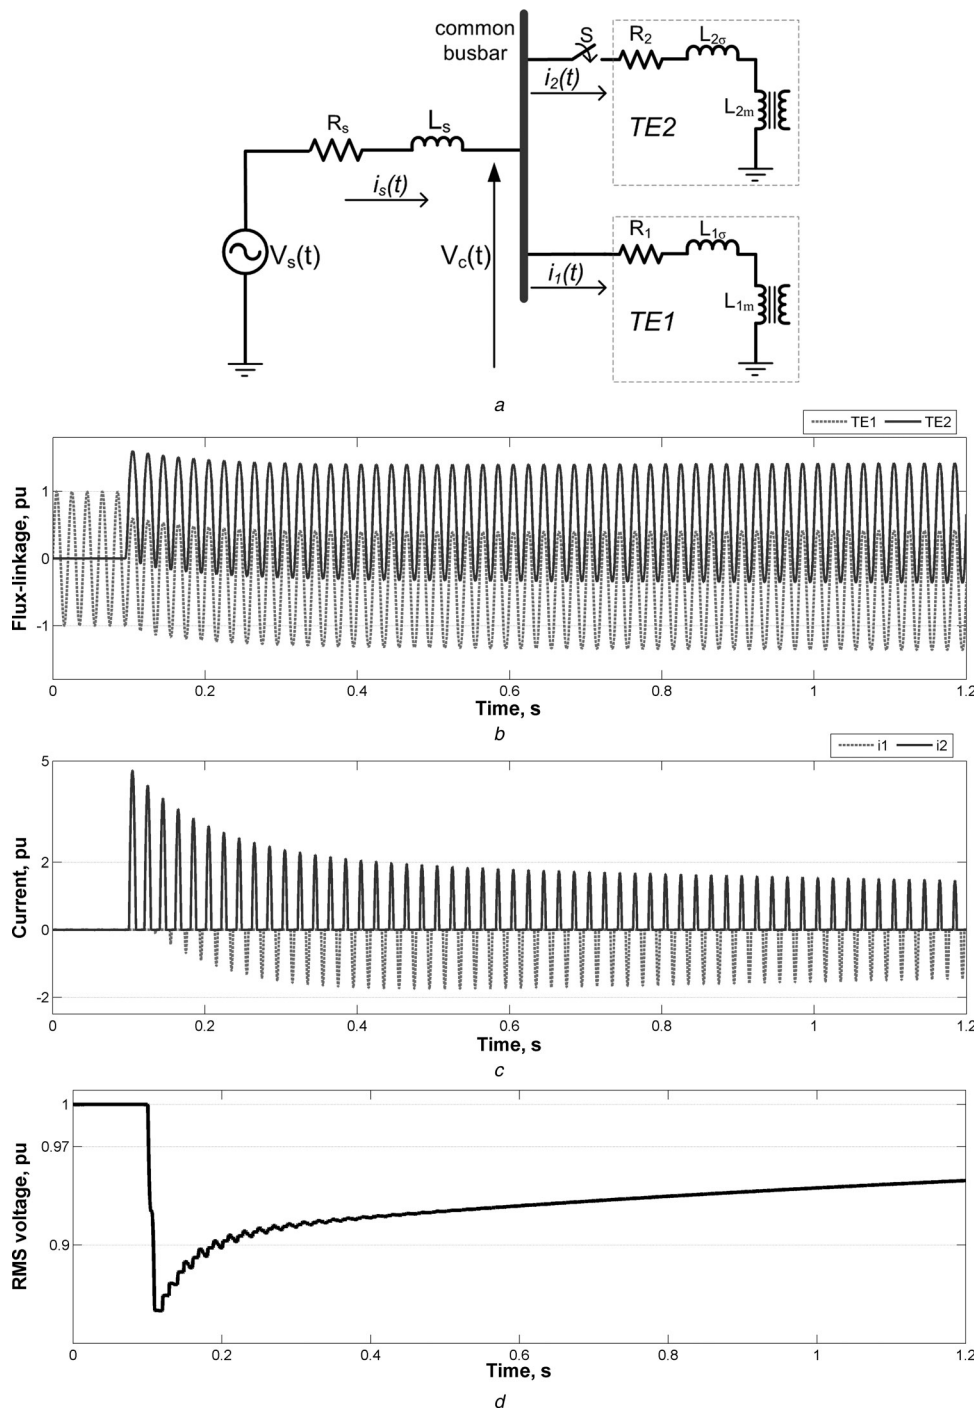 common
busbar
S
R2
L2σ
i2(t)
L2m
TE2
Rs
Ls
is(t)
Vs(t)
Vc(t)
R1
L1σ
i1(t)
L1m
TE1
a
TE1 TE2
Flux-linkage, pu
1
0
-1
0 0.2 0.4 0.6 0.8 1 1.2
Time, s
b
i1 i2
Current, pu
5
2
0
-2
0 0.2 0.4 0.6 0.8 1 1.2
Time, s
c
RMS voltage, pu
1
0.97
0.9
0 0.2 0.4 0.6 0.8 1 1.2
Time, s
d